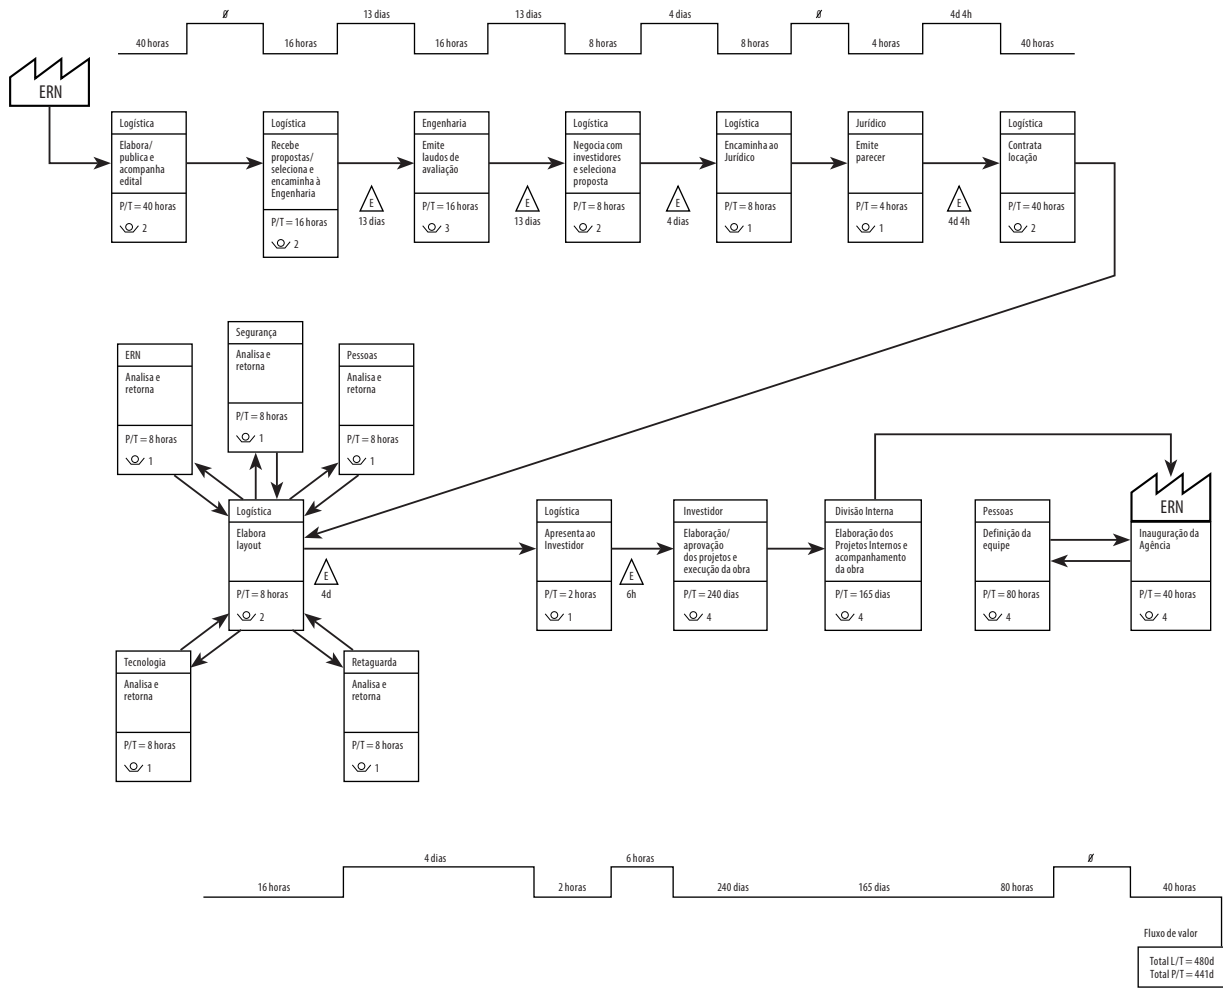 Ø 13 dias 13 dias 4 dias Ø 4d 4h
40 horas 16 horas 16 horas 8 horas 8 horas 4 horas 40 horas
ERN
Logística
Elabora/
publica e
acompanha
edital
P/T = 40 horas
2
Logística
Recebe
propostas/
seleciona e
encaminha à
Engenharia
P/T = 16 horas
2
E
13 dias
Engenharia
Emite
laudos de
avaliação
P/T = 16 horas
3
E
13 dias
Logística
Negocia com
investidores
e seleciona
proposta
P/T = 8 horas
2
E
4 dias
Logística
Encaminha ao
Jurídico
P/T = 8 horas
1
Jurídico
Emite
parecer
P/T = 4 horas
1
E
4d 4h
Logística
Contrata
locação
P/T = 40 horas
2
ERN
Analisa e
retorna
P/T = 8 horas
1
Segurança
Analisa e
retorna
P/T = 8 horas
1
Pessoas
Analisa e
retorna
P/T = 8 horas
1
Logística
Elabora
layout
P/T = 8 horas
2
E
4d
Tecnologia
Analisa e
retorna
P/T = 8 horas
1
Retaguarda
Analisa e
retorna
P/T = 8 horas
1
Logística
Apresenta ao
Investidor
P/T = 2 horas
1
E
6h
Investidor
Elaboração/
aprovação
dos projetos e
execução da obra
P/T = 240 dias
4
Divisão Interna
Elaboração dos
Projetos Internos e
acompanhamento
da obra
P/T = 165 dias
4
Pessoas
Definição da
equipe
P/T = 80 horas
4
ERN
Inauguração da
Agência
P/T = 40 horas
4
4 dias 6 horas Ø
16 horas 2 horas 240 dias 165 dias 80 horas 40 horas
Fluxo de valor
Total L/T = 480d
Total P/T = 441d